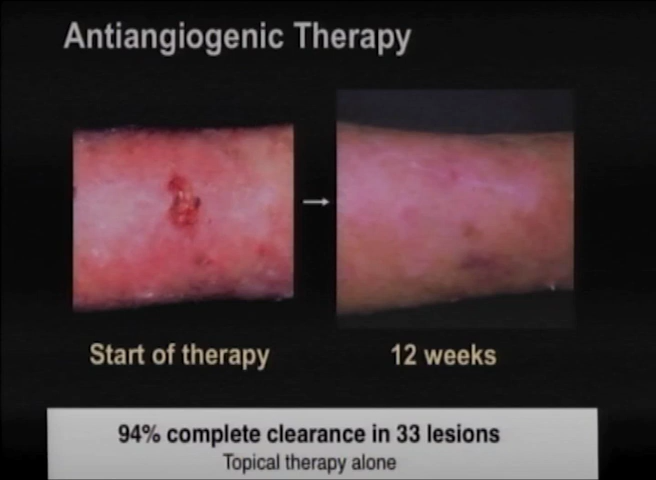 Antiangiogenic Therapy
Start of therapy
12 weeks
94% complete clearance in 33 lesions
Topical therapy alone